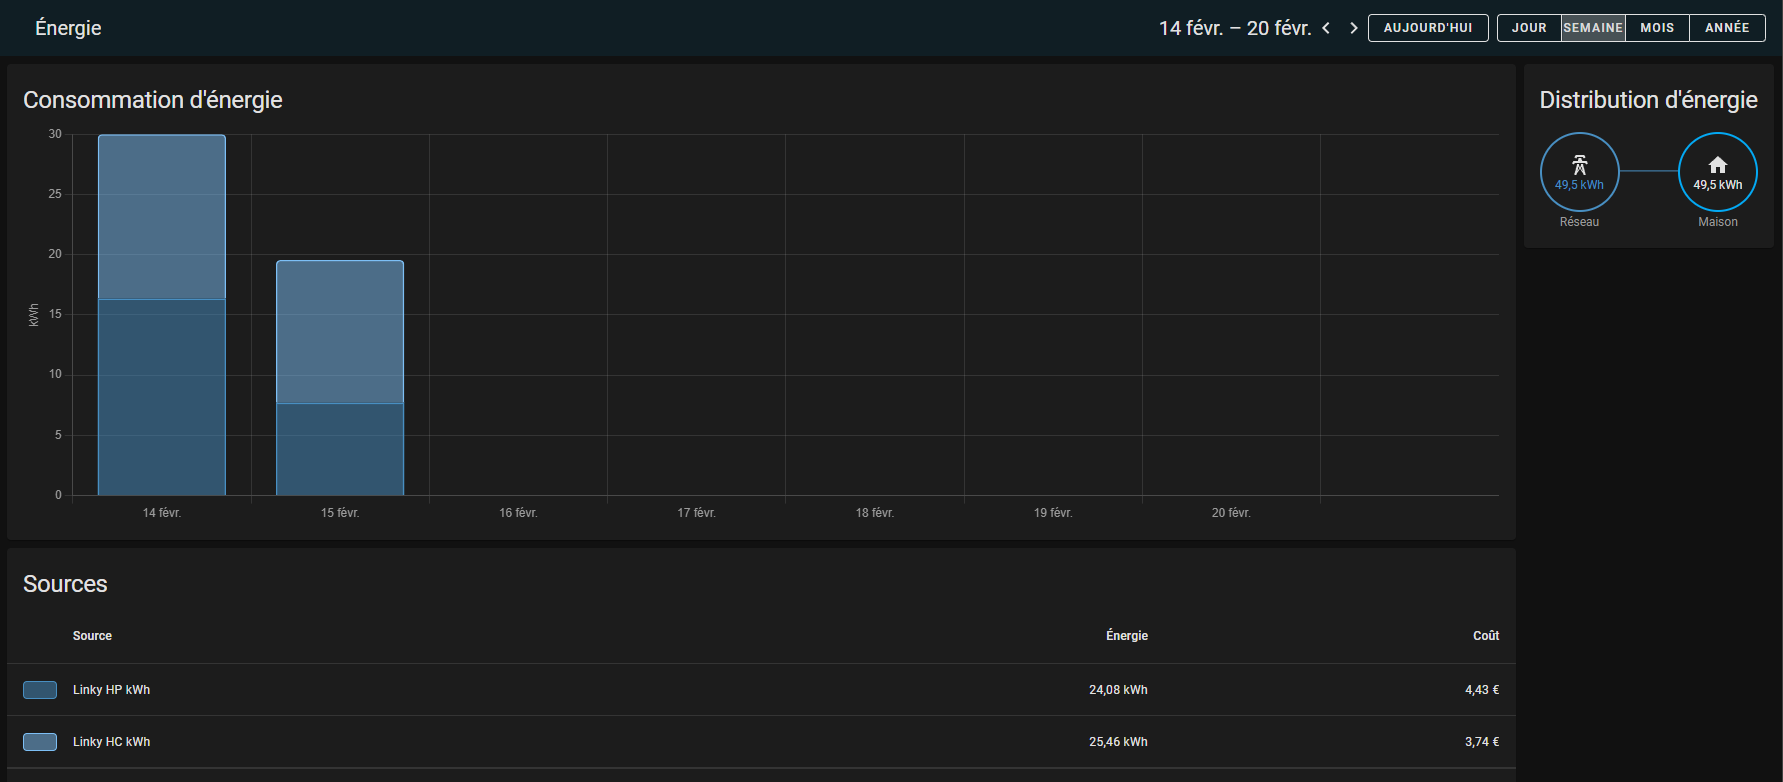 Énergie
14 févr. – 20 févr.
AUJOURD'HUI
JOUR
SEMAINE
MOIS
ANNÉE
Consommation d'énergie
kWh
30
25
20
15
10
5
0
14 févr.
15 févr.
16 févr.
17 févr.
18 févr.
19 févr.
20 févr.
Distribution d'énergie
49,5 kWh
49,5 kWh
Réseau
Maison
Sources
Source Énergie Coût
Linky HP kWh 24,08 kWh 4,43 €
Linky HC kWh 25,46 kWh 3,74 €